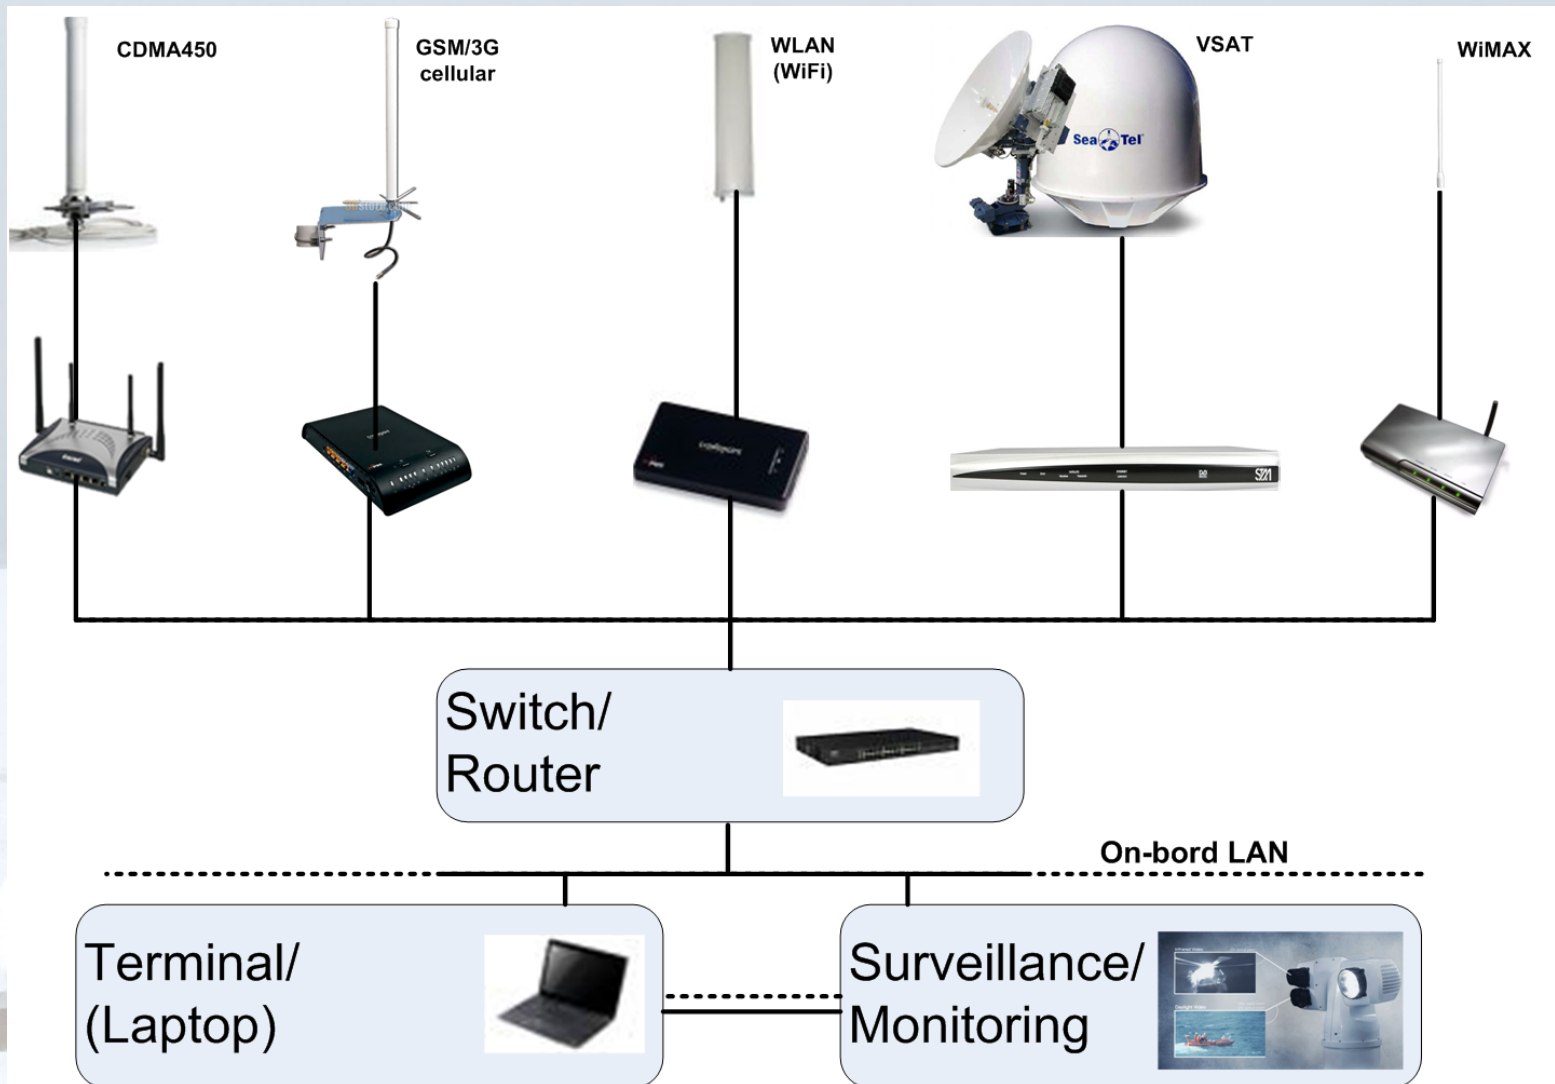 CDMA450
GSM/3G
cellular
WLAN
(WiFi)
VSAT
WiMAX
Sea Tel
Switch/
Router
On-bord LAN
Terminal/
(Laptop)
Surveillance/
Monitoring